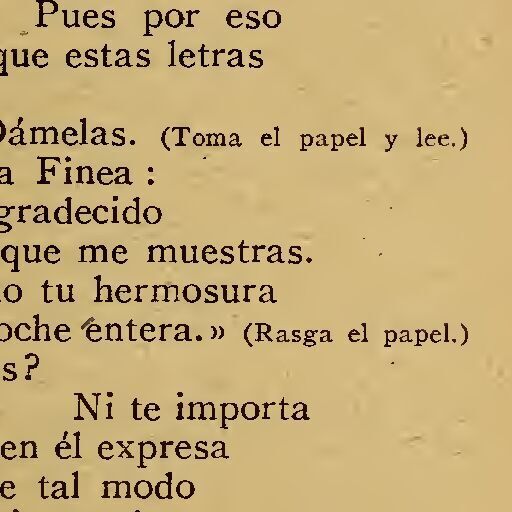 Pues por eso
que estas letras
Dámelas. (Toma el papel y lee.)
a Finea :
gradecido
que me muestras.
o tu hermosura
oche entera.» (Rasga el papel.)
s?
Ni te importa
en él expresa
e tal modo